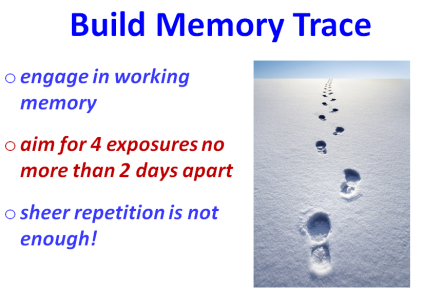 Build Memory Trace
engage in working
memory
aim for 4 exposures no
more than 2 days apart
sheer repetition is not
enough!